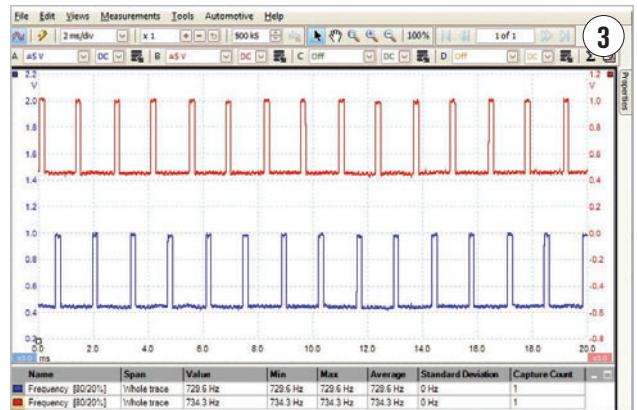 File Edit Views Measurements Tools Automotive Help
2 ms/div x 1 500 kS 100% 1 of 1
3
A ±5 V DC B ±5 V DC C Off DC D Off DC Σ
2.2 1.2
V V
2.0 1.0
1.8 0.8
1.6 0.6
1.4 0.4
1.2 0.2
1.0 0.0
0.8 -0.2
0.6 -0.4
0.4 -0.6
0.2 -0.8
0.0 2.0 4.0 6.0 8.0 10.0 12.0 14.0 16.0 18.0 20.0
x5.0 ms x5.0
Properties
Name Span Value Min Max Average Standard Deviation Capture Count
Frequency [80/20%] Whole trace 729.6 Hz 729.6 Hz 729.6 Hz 729.6 Hz 0 Hz 1
Frequency [80/20%] Whole trace 734.3 Hz 734.3 Hz 734.3 Hz 734.3 Hz 0 Hz 1